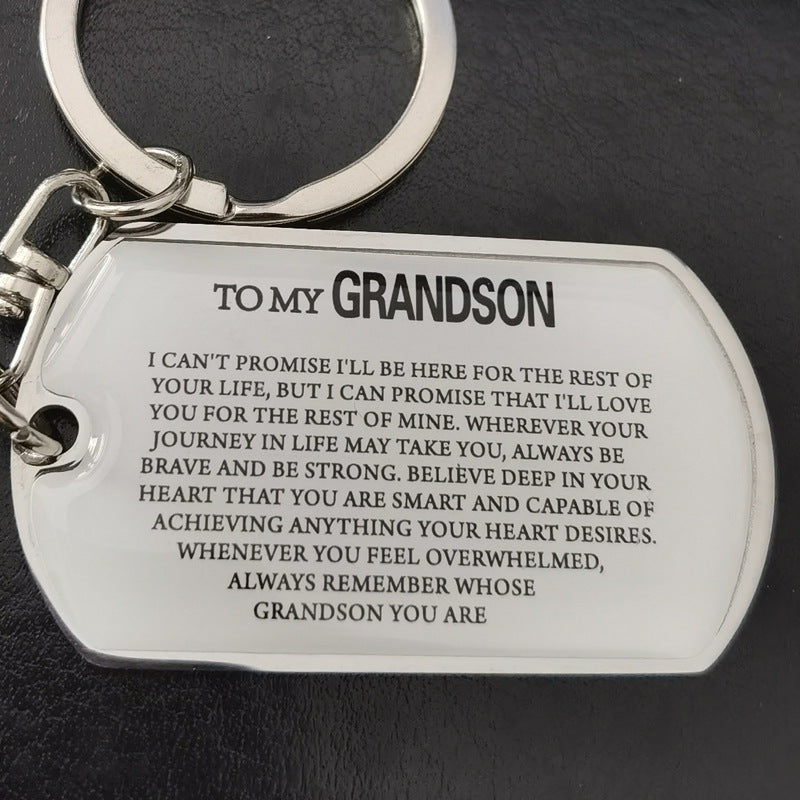 TO MY GRANDSON
I CAN'T PROMISE I'LL BE HERE FOR THE REST OF
YOUR LIFE, BUT I CAN PROMISE THAT I'LL LOVE
YOU FOR THE REST OF MINE. WHEREVER YOUR
JOURNEY IN LIFE MAY TAKE YOU, ALWAYS BE
BRAVE AND BE STRONG. BELIEVE DEEP IN YOUR
HEART THAT YOU ARE SMART AND CAPABLE OF
ACHIEVING ANYTHING YOUR HEART DESIRES.
WHENEVER YOU FEEL OVERWHELMED,
ALWAYS REMEMBER WHOSE
GRANDSON YOU ARE